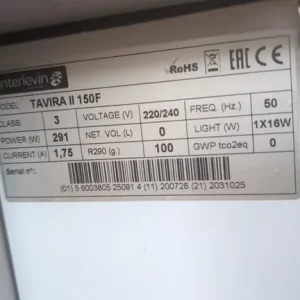 interlevin
RoHS EAC CE
MODEL TAVIRA II 150F
CLASS 3 VOLTAGE (V) 220/240 FREQ. (Hz.) 50
POWER (W) 291 NET. VOL (L) 0 LIGHT (W) 1X16W
CURRENT (A) 1,75 R290 (g.) 100 GWP tco2eq 0
Serial nº:
(01) 5 6003805 25091 4 (11) 200728 (21) 2031025